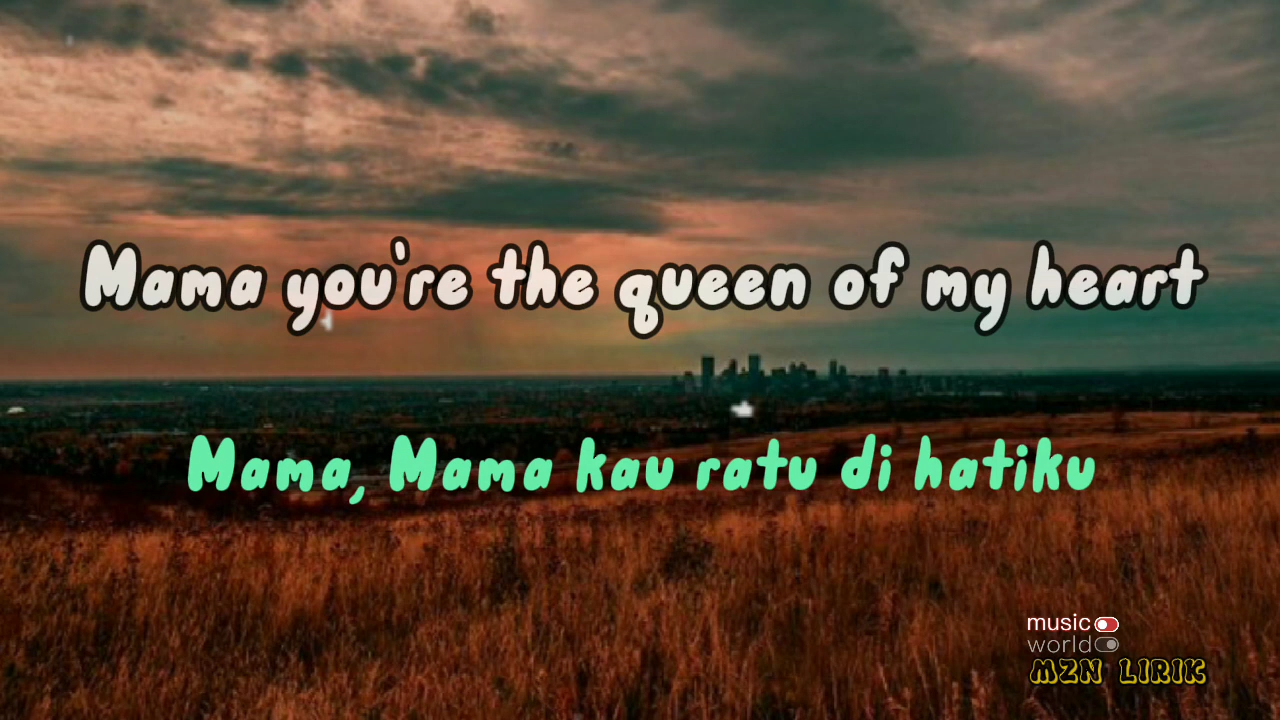 Mama you're the queen of my heart
Mama, Mama kau ratu di hatiku
music
world
MZN LIRIK